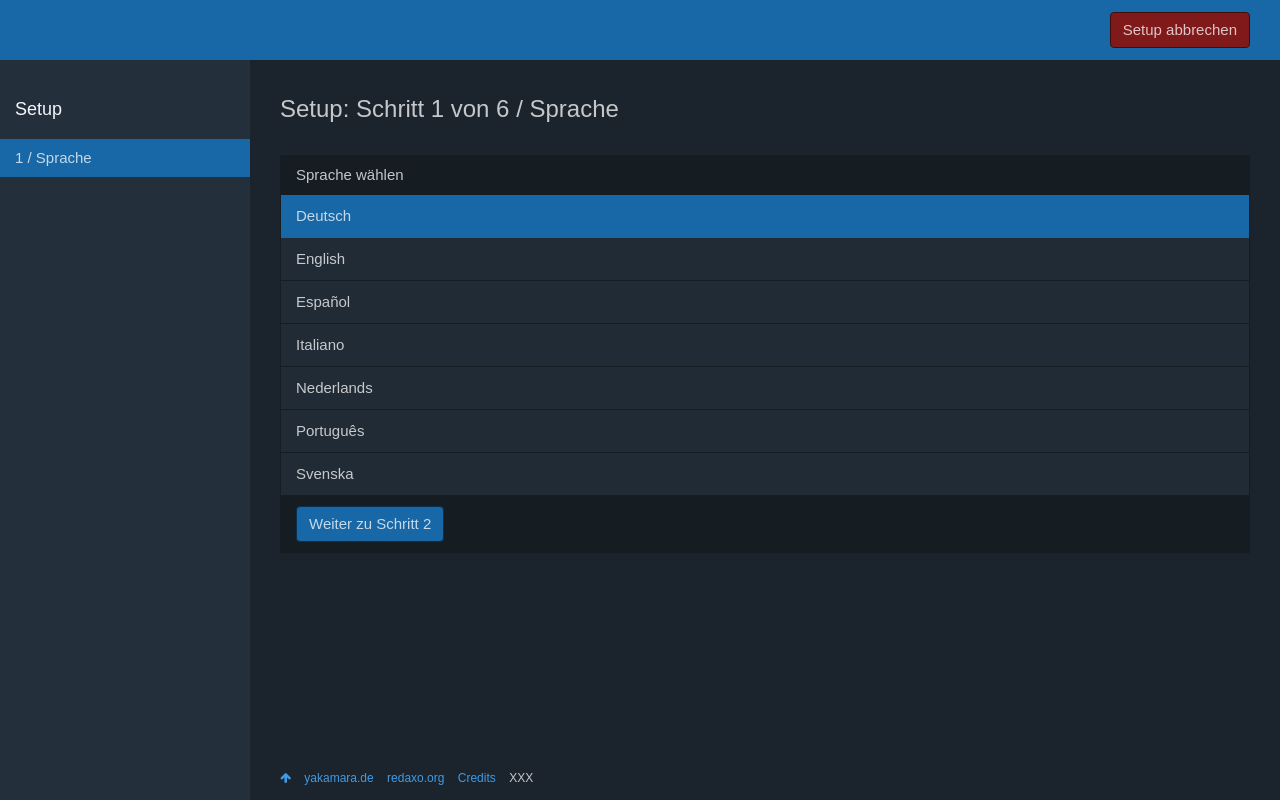 Setup abbrechen
Setup
1 / Sprache
Setup: Schritt 1 von 6 / Sprache
Sprache wählen
Deutsch
English
Español
Italiano
Nederlands
Português
Svenska
Weiter zu Schritt 2
yakamara.de redaxo.org Credits XXX